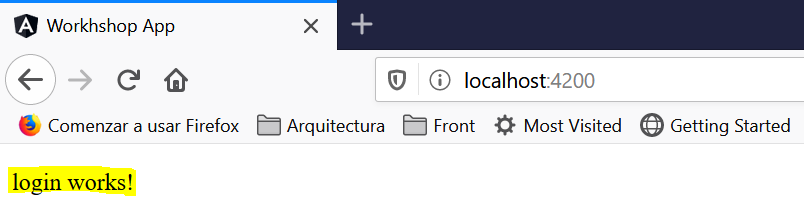 Workhshop App
localhost:4200
Comenzar a usar Firefox Arquitectura Front Most Visited Getting Started
login works!